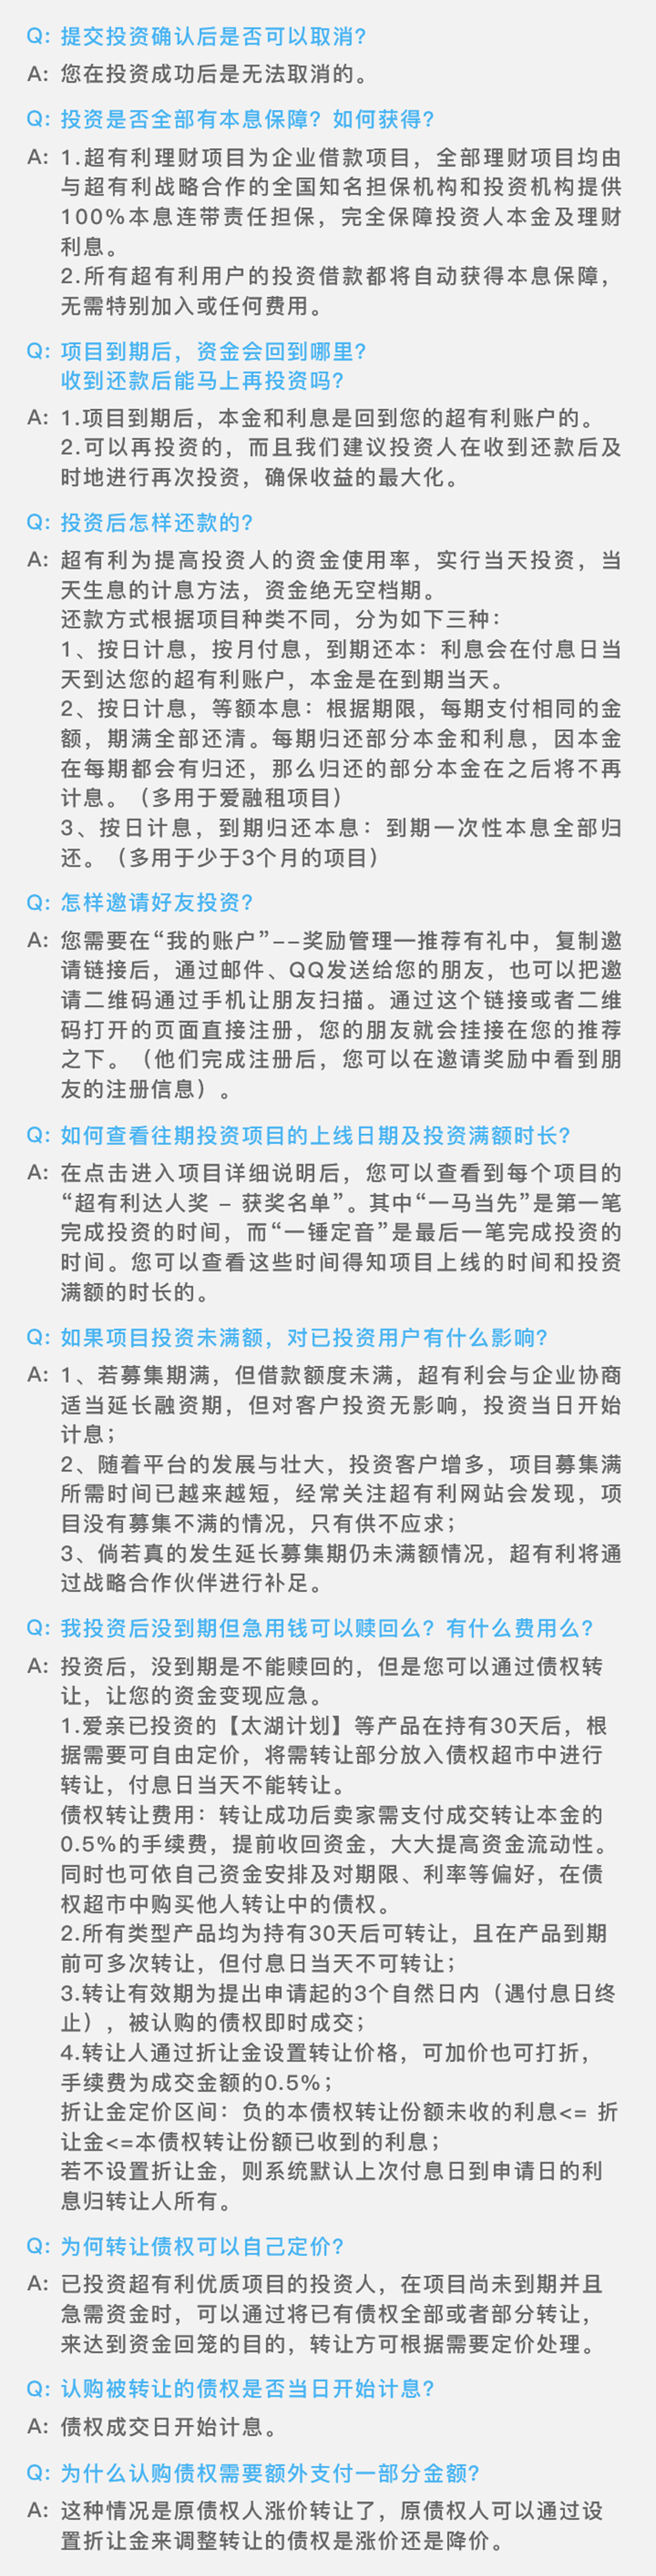 Q: 提交投资确认后是否可以取消?
A: 您在投资成功后是无法取消的。
Q: 投资是否全部有本息保障? 如何获得?
A: 1.超有利理财项目为企业借款项目，全部理财项目均由
与超有利战略合作的全国知名担保机构和投资机构提供
100%本息连带责任担保，完全保障投资人本金及理财
利息。
2.所有超有利用户的投资借款都将自动获得本息保障，
无需特别加入或任何费用。
Q: 项目到期后，资金会回到哪里?
收到还款后能马上再投资吗?
A: 1.项目到期后，本金和利息是回到您的超有利账户的。
2.可以再投资的，而且我们建议投资人在收到还款后及
时地进行再次投资，确保收益的最大化。
Q: 投资后怎样还款的?
A: 超有利为提高投资人的资金使用率，实行当天投资，当
天生息的计息方法，资金绝无空档期。
还款方式根据项目种类不同，分为如下三种：
1、按日计息，按月付息，到期还本：利息会在付息日当
天到达您的超有利账户，本金是在到期当天。
2、按日计息，等额本息：根据期限，每期支付相同的金
额，期满全部还清。每期归还部分本金和利息，因本金
在每期都会有归还，那么归还的部分本金在之后将不再
计息。（多用于爱融租项目）
3、按日计息，到期归还本息：到期一次性本息全部归
还。（多用于少于3个月的项目）
Q: 怎样邀请好友投资?
A: 您需要在“我的账户”--奖励管理—推荐有礼中，复制邀
请链接后，通过邮件、QQ发送给您的朋友，也可以把邀
请二维码通过手机让朋友扫描。通过这个链接或者二维
码打开的页面直接注册，您的朋友就会挂接在您的推荐
之下。（他们完成注册后，您可以在邀请奖励中看到朋
友的注册信息）。
Q: 如何查看往期投资项目的上线日期及投资满额时长?
A: 在点击进入项目详细说明后，您可以查看到每个项目的
“超有利达人奖 – 获奖名单”。其中“一马当先”是第一笔
完成投资的时间，而“一锤定音”是最后一笔完成投资的
时间。您可以查看这些时间得知项目上线的时间和投资
满额的时长的。
Q: 如果项目投资未满额，对已投资用户有什么影响?
A: 1、若募集期满，但借款额度未满，超有利会与企业协商
适当延长融资期，但对客户投资无影响，投资当日开始
计息；
2、随着平台的发展与壮大，投资客户增多，项目募集满
所需时间已越来越短，经常关注超有利网站会发现，项
目没有募集不满的情况，只有供不应求；
3、倘若真的发生延长募集期仍未满额情况，超有利将通
过战略合作伙伴进行补足。
Q: 我投资后没到期但急用钱可以赎回么? 有什么费用么?
A: 投资后，没到期是不能赎回的，但是您可以通过债权转
让，让您的资金变现应急。
1.爱亲已投资的【太湖计划】等产品在持有30天后，根
据需要可自由定价，将需转让部分放入债权超市中进行
转让，付息日当天不能转让。
债权转让费用：转让成功后卖家需支付成交转让本金的
0.5%的手续费，提前收回资金，大大提高资金流动性。
同时也可依自己资金安排及对期限、利率等偏好，在债
权超市中购买他人转让中的债权。
2.所有类型产品均为持有30天后可转让，且在产品到期
前可多次转让，但付息日当天不可转让；
3.转让有效期为提出申请起的3个自然日内（遇付息日终
止），被认购的债权即时成交；
4.转让人通过折让金设置转让价格，可加价也可打折，
手续费为成交金额的0.5%；
折让金定价区间：负的本债权转让份额未收的利息<= 折
让金<=本债权转让份额已收到的利息；
若不设置折让金，则系统默认上次付息日到申请日的利
息归转让人所有。
Q: 为何转让债权可以自己定价?
A: 已投资超有利优质项目的投资人，在项目尚未到期并且
急需资金时，可以通过将已有债权全部或者部分转让，
来达到资金回笼的目的，转让方可根据需要定价处理。
Q: 认购被转让的债权是否当日开始计息?
A: 债权成交日开始计息。
Q: 为什么认购债权需要额外支付一部分金额?
A: 这种情况是原债权人涨价转让了，原债权人可以通过设
置折让金来调整转让的债权是涨价还是降价。